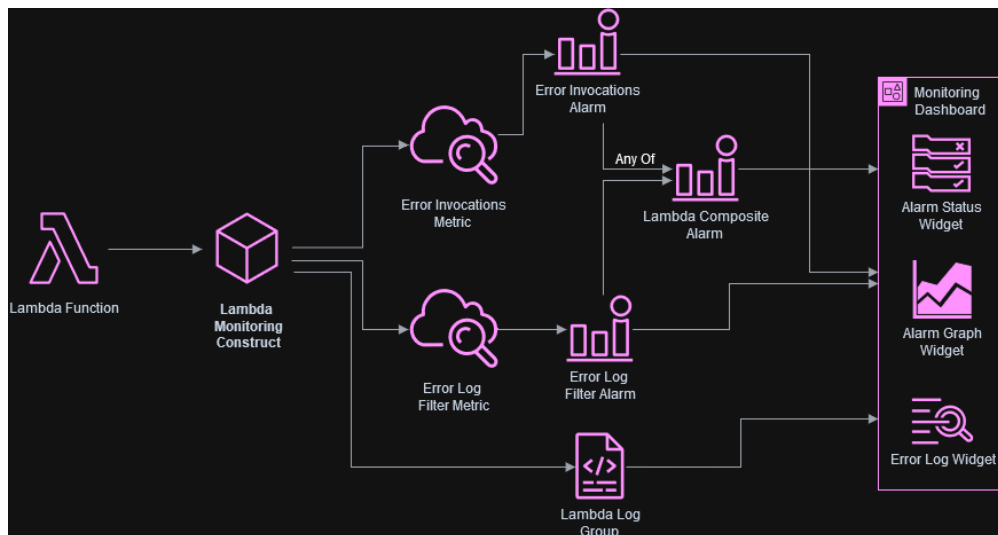 Error Invocations
Alarm
Monitoring
Dashboard
Any Of
Error Invocations
Metric
Lambda Composite
Alarm
Alarm Status
Widget
Lambda Function
Lambda
Monitoring
Construct
Error Log
Filter Metric
Error Log
Filter Alarm
Alarm Graph
Widget
Error Log Widget
Lambda Log
Group